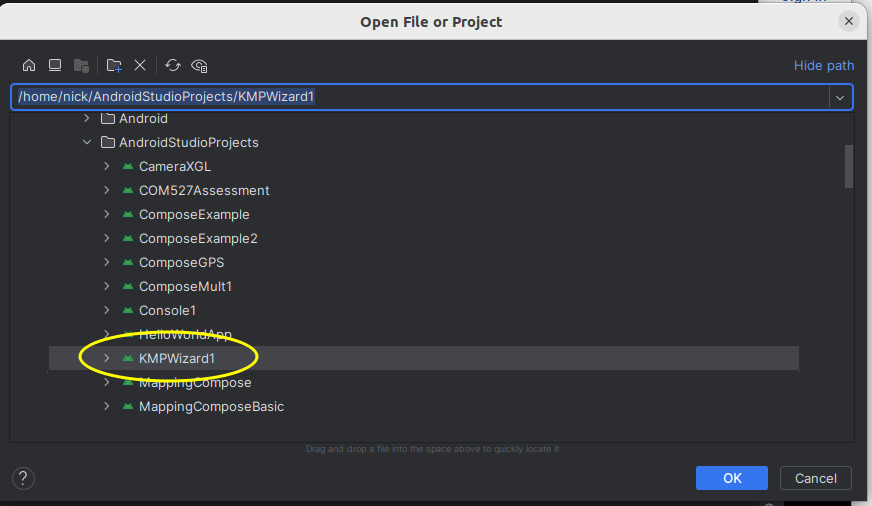 Open File or Project
Hide path
/home/nick/AndroidStudioProjects/KMPWizard1
Android
AndroidStudioProjects
CameraXGL
COM527Assessment
ComposeExample
ComposeExample2
ComposeGPS
ComposeMult1
Console1
HelloWorldApp
KMPWizard1
MappingCompose
MappingComposeBasic
Drag and drop a file into the space above to quickly locate it
?
OK Cancel